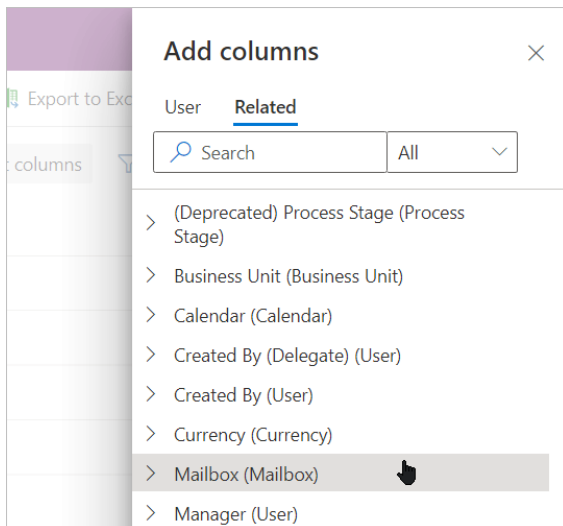 Add columns
User Related
Export to Exc
Search All
columns
(Deprecated) Process Stage (Process
Stage)
Business Unit (Business Unit)
Calendar (Calendar)
Created By (Delegate) (User)
Created By (User)
Currency (Currency)
Mailbox (Mailbox)
Manager (User)